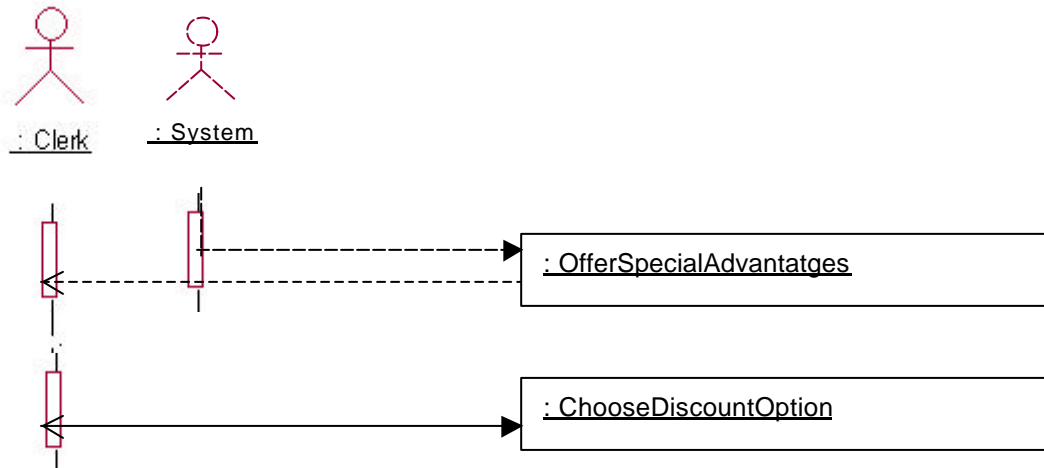 : Clerk
: System
: OfferSpecialAdvantatges
: ChooseDiscountOption